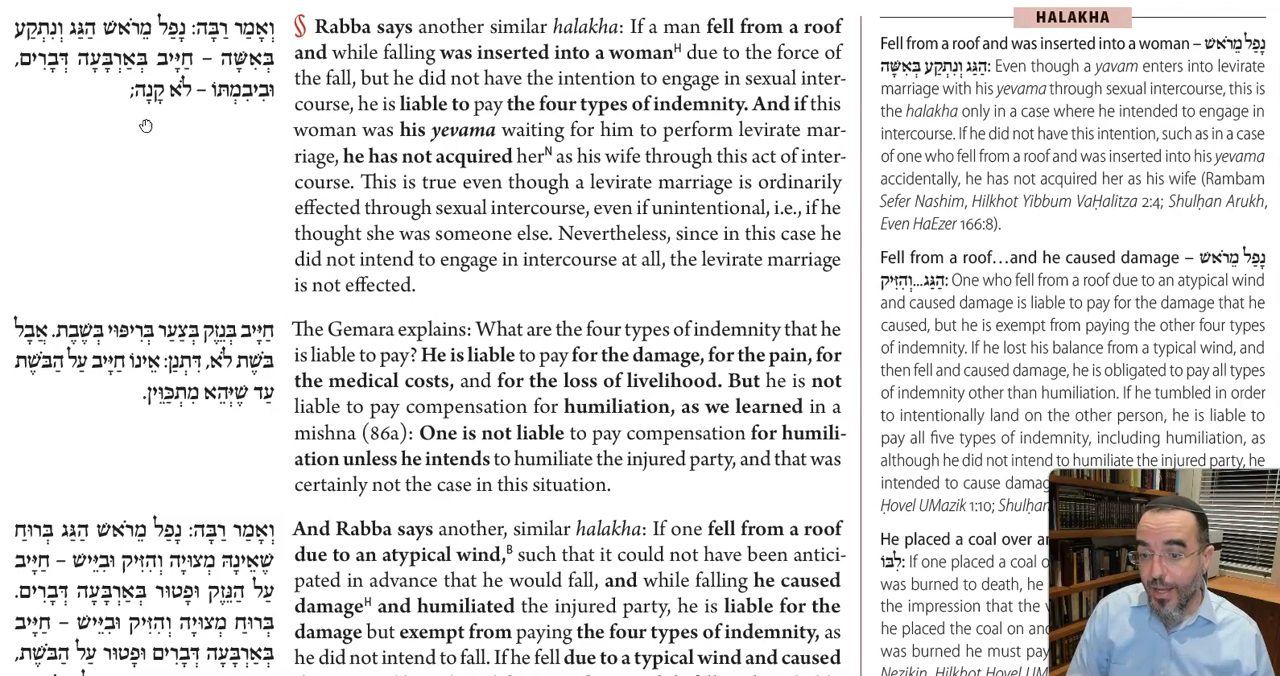 וְאָמַר רַבָּה: נָפַל מֵרֹאשׁ הַגָּג וְנִתְקַע
בְּאִשָּׁה – חַיָּיב בְּאַרְבָּעָה דְּבָרִים,
וּבִיבִמְתּוֹ – לֹא קָנָה;
חַיָּיב בְּנֶזֶק בְּצַעַר בְּרִיפּוּי בְּשֶׁבֶת. אֲבָל
בֹּשֶׁת לֹא, דִּתְנַן: אֵינוֹ חַיָּיב עַל הַבֹּשֶׁת
עַד שֶׁיְּהֵא מִתְכַּוֵּין.
וְאָמַר רַבָּה: נָפַל מֵרֹאשׁ הַגָּג בְּרוּחַ
שֶׁאֵינָהּ מְצוּיָה וְהִזִּיק וּבִיֵּישׁ – חַיָּיב
עַל הַנֶּזֶק וּפָטוּר בְּאַרְבָּעָה דְּבָרִים.
בְּרוּחַ מְצוּיָה וְהִזִּיק וּבִיֵּישׁ – חַיָּיב
בְּאַרְבָּעָה דְּבָרִים וּפָטוּר עַל הַבֹּשֶׁת,
§ Rabba says another similar halakha: If a man fell from a roof
and while falling was inserted into a womanᴴ due to the force of
the fall, but he did not have the intention to engage in sexual inter-
course, he is liable to pay the four types of indemnity. And if this
woman was his yevama waiting for him to perform levirate mar-
riage, he has not acquired herᴺ as his wife through this act of inter-
course. This is true even though a levirate marriage is ordinarily
effected through sexual intercourse, even if unintentional, i.e., if he
thought she was someone else. Nevertheless, since in this case he
did not intend to engage in intercourse at all, the levirate marriage
is not effected.
The Gemara explains: What are the four types of indemnity that he
is liable to pay? He is liable to pay for the damage, for the pain, for
the medical costs, and for the loss of livelihood. But he is not
liable to pay compensation for humiliation, as we learned in a
mishna (86a): One is not liable to pay compensation for humili-
ation unless he intends to humiliate the injured party, and that was
certainly not the case in this situation.
And Rabba says another, similar halakha: If one fell from a roof
due to an atypical wind,ᴮ such that it could not have been antici-
pated in advance that he would fall, and while falling he caused
damageᴴ and humiliated the injured party, he is liable for the
damage but exempt from paying the four types of indemnity, as
he did not intend to fall. If he fell due to a typical wind and caused
HALAKHA
Fell from a roof and was inserted into a woman – נָפַל מֵרֹאשׁ
הַגָּג וְנִתְקַע בְּאִשָּׁה: Even though a yavam enters into levirate
marriage with his yevama through sexual intercourse, this is
the halakha only in a case where he intended to engage in
intercourse. If he did not have this intention, such as in a case
of one who fell from a roof and was inserted into his yevama
accidentally, he has not acquired her as his wife (Rambam
Sefer Nashim, Hilkhot Yibbum VaḤalitza 2:4; Shulḥan Arukh,
Even HaEzer 166:8).
Fell from a roof…and he caused damage – נָפַל מֵרֹאשׁ
הַגָּג...וְהִזִּיק: One who fell from a roof due to an atypical wind
and caused damage is liable to pay for the damage that he
caused, but he is exempt from paying the other four types
of indemnity. If he lost his balance from a typical wind, and
then fell and caused damage, he is obligated to pay all types
of indemnity other than humiliation. If he tumbled in order
to intentionally land on the other person, he is liable to
pay all five types of indemnity, including humiliation, as
although he did not intend to humiliate the injured party, he
intended to cause damag
Ḥovel UMazik 1:10; Shulḥan
He placed a coal over
לִבּוֹ: If one placed a coal
was burned to death, he
the impression that the
he placed the coal on
was burned he must pay
Nezikin, Hilkhot Ḥovel